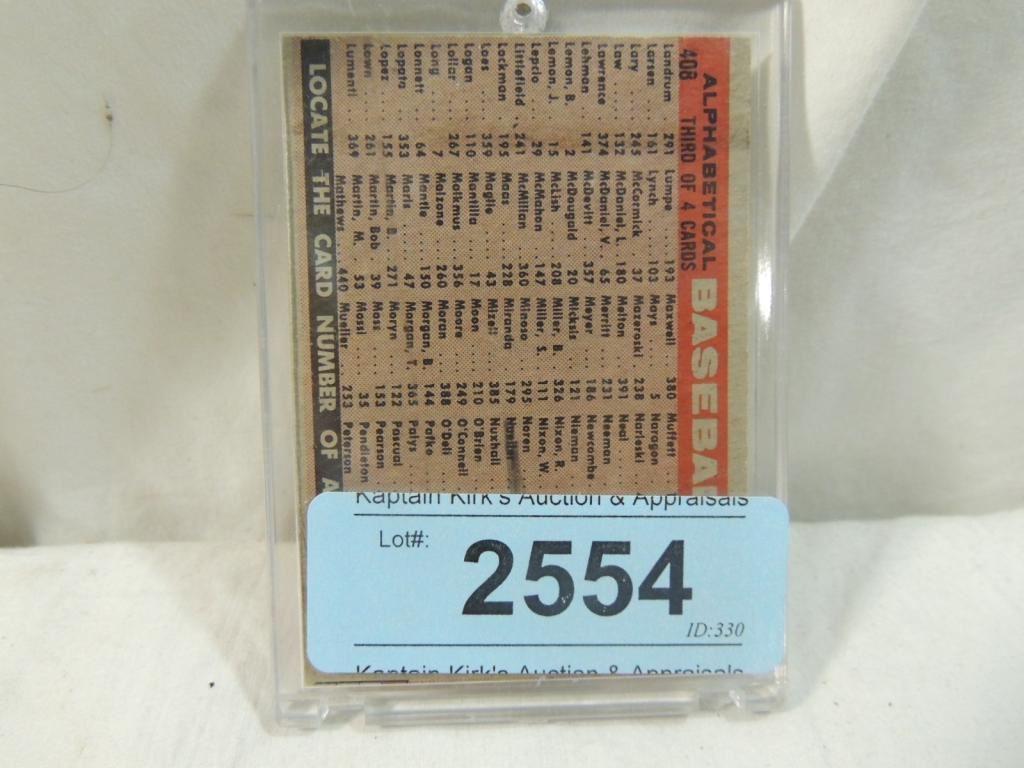 ALPHABETICAL BASEBAL
408 THIRD OF 4 CARDS
Landrum .... 291 Lumpe .... 193 Maxwell .... 380 Muffett
Larsen .... 161 Lynch .... 103 Mays .... 5 Naragon
Lary .... 245 McCormick . 37 Mazeroski . 238 Narleski
Law .... 132 McDaniel, L. 180 Melton .... 391 Neal
Lawrence .. 374 McDaniel, V. 65 Merritt .... 231 Neeman
Lehman .... 141 McDevitt .. 357 Meyer .... 186 Newcombe
Lemon, B. .. 2 McDougald . 20 Micksis .... 121 Nieman
Lemon, J. .. 15 McLish .... 208 Miller, B. .. 326 Nixon, R.
Lepcio .... 29 McMahan .. 147 Miller, S. .. 111 Nixon, W.
Littlefield .. 241 McMillan .. 360 Minoso .... 295 Noren
Lockman ... 195 Maas .... 228 Miranda ... 179
Loes .... 359 Maglie .... 43 Mizell .... 385 Nuxhall
Logan .... 110 Mantilla ... 17 Moon .... 210 O'Brien
Lollar .... 267 Malkmus ... 356 Moore .... 249 O'Connell
Long .... 7 Malzone ... 260 Moran .... 388 O'Dell
Lonnett .... 64 Mantle .... 150 Morgan, B. . 144 Pafko
Lopata .... 353 Maris .... 47 Morgan, T. . 365 Palys
Lopez .... 155 Martin, B. .. 271 Moryn .... 122 Pascual
Lown .... 261 Martin, Bob . 39 Moss .... 153 Pearson
Lumenti ... 369 Martin, M. .. 53 Mossi .... 35 Pendleton
Mathews ... 440 Mueller .... 253 Peterson
LOCATE THE CARD NUMBER OF A
Kaptain Kirk's Auction & Appraisals
Lot#:
2554
ID:330
Kaptain Kirk's Auction & Appraisals